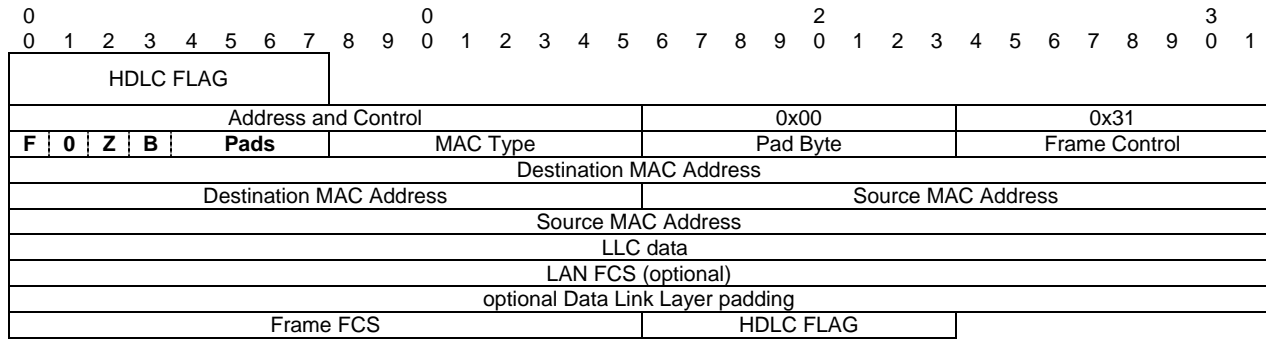 0 0 2 3
0 1 2 3 4 5 6 7 8 9 0 1 2 3 4 5 6 7 8 9 0 1 2 3 4 5 6 7 8 9 0 1
HDLC FLAG
Address and Control 0x00 0x31
F 0 Z B Pads MAC Type Pad Byte Frame Control
Destination MAC Address
Destination MAC Address Source MAC Address
Source MAC Address
LLC data
LAN FCS (optional)
optional Data Link Layer padding
Frame FCS HDLC FLAG